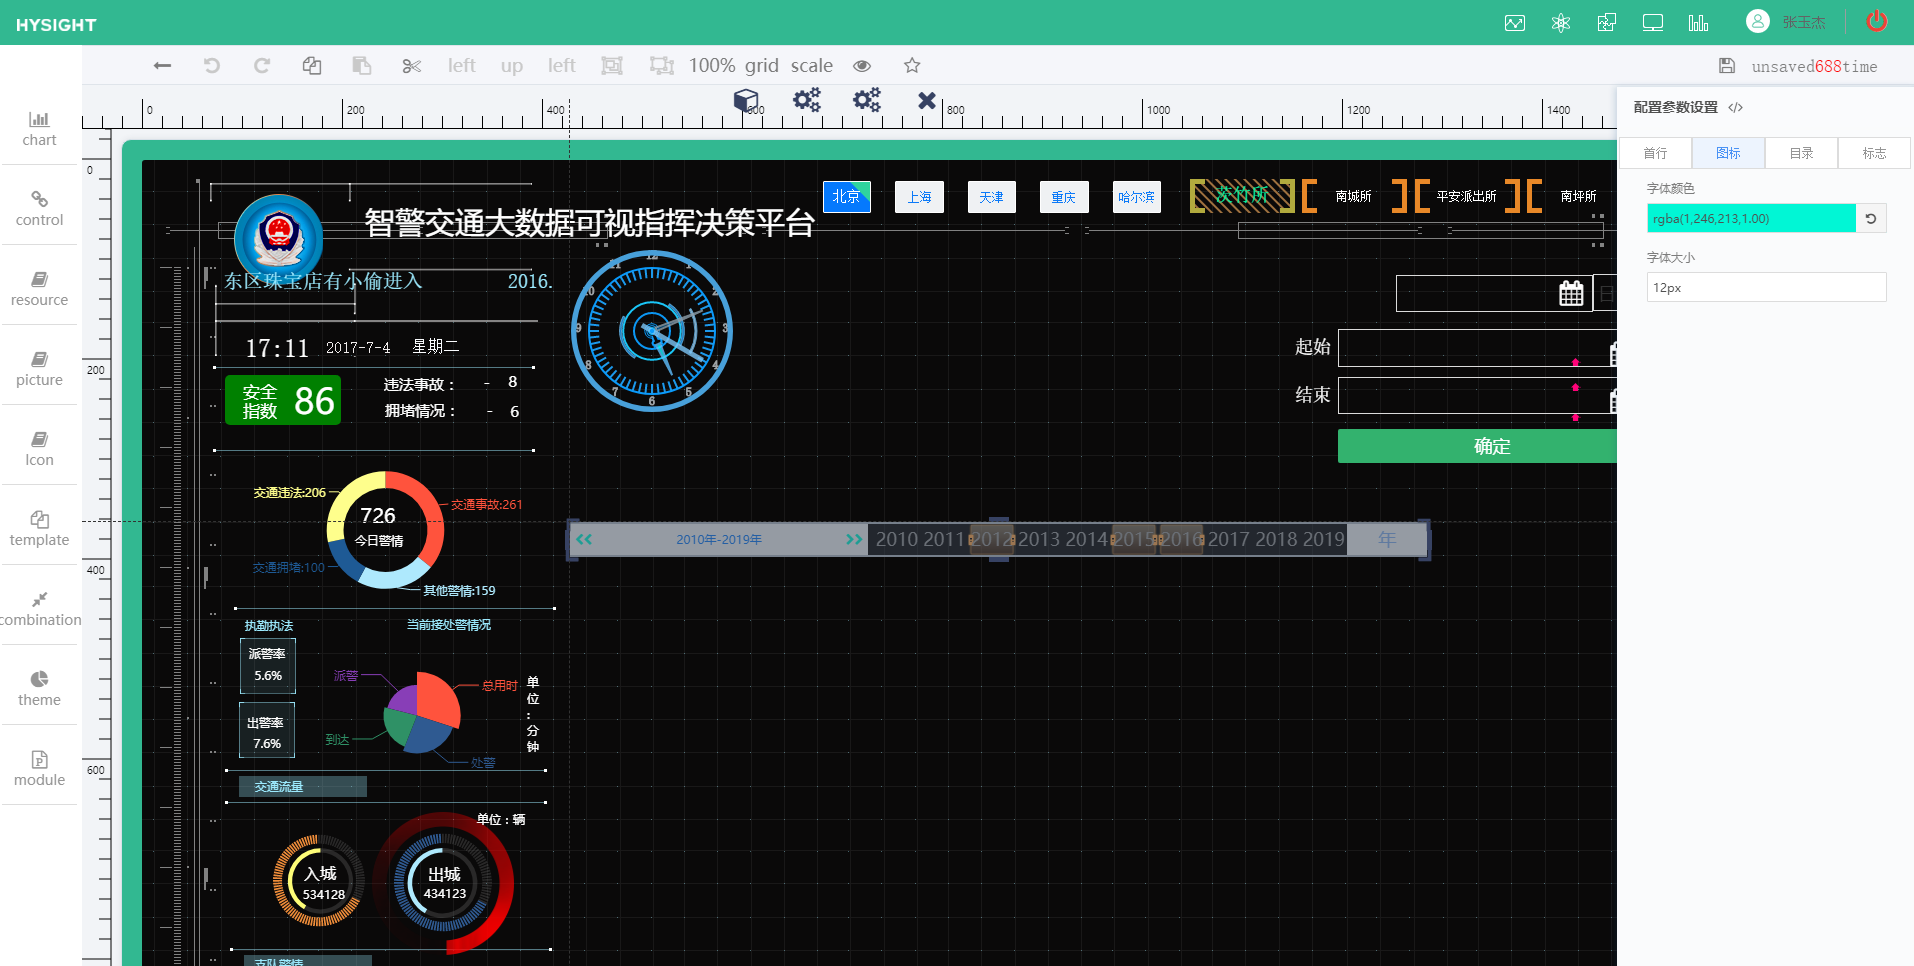 HYSIGHT
张玉杰
left up left 100% grid scale
unsaved688time
0 200 400 600 800 1000 1200 1400
0
200
400
600
chart
control
resource
picture
Icon
template
combination
theme
module
配置参数设置 </>
首行 图标 目录 标志
字体颜色
rgba(1,246,213,1.00)
字体大小
12px
智警交通大数据可视指挥决策平台
北京 上海 天津 重庆 哈尔滨
茨竹所 南城所 平安派出所 南坪所
东区珠宝店有小偷进入 2016.
17:11 2017-7-4 星期二
安全
指数
86
违法事故： - 8
拥堵情况： - 6
12 1 2 3 4 5 6 7 8 9 10 11
日
起始
结束
确定
交通违法:206
交通事故:261
726
今日警情
交通拥堵:100
其他警情:159
2010年-2019年
2010 2011 2012 2013 2014 2015 2016 2017 2018 2019 年
执勤执法
当前接处警情况
派警率
5.6%
出警率
7.6%
派警
总用时
到达
处警
单位:分钟
交通流量
单位：辆
入城
534128
出城
434123
支队警情